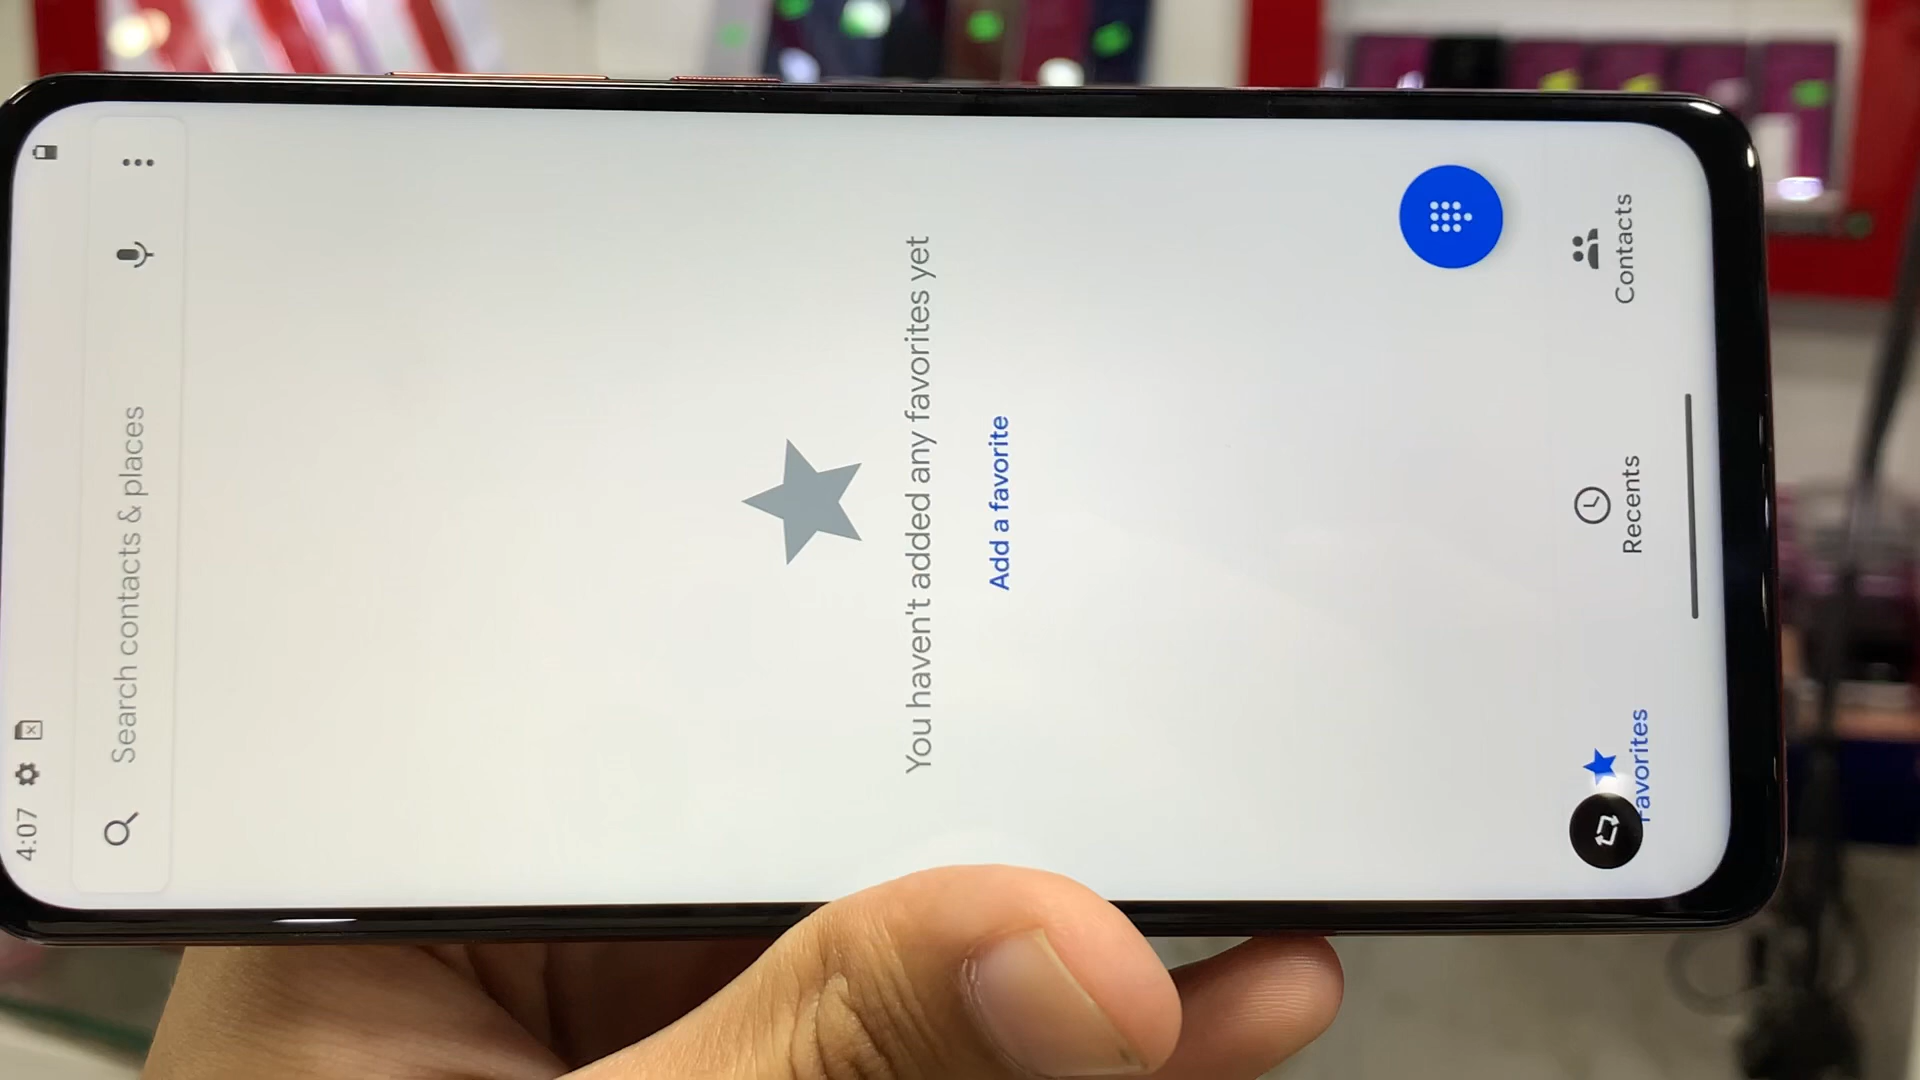 4:07
Search contacts & places
You haven't added any favorites yet
Add a favorite
Favorites
Recents
Contacts